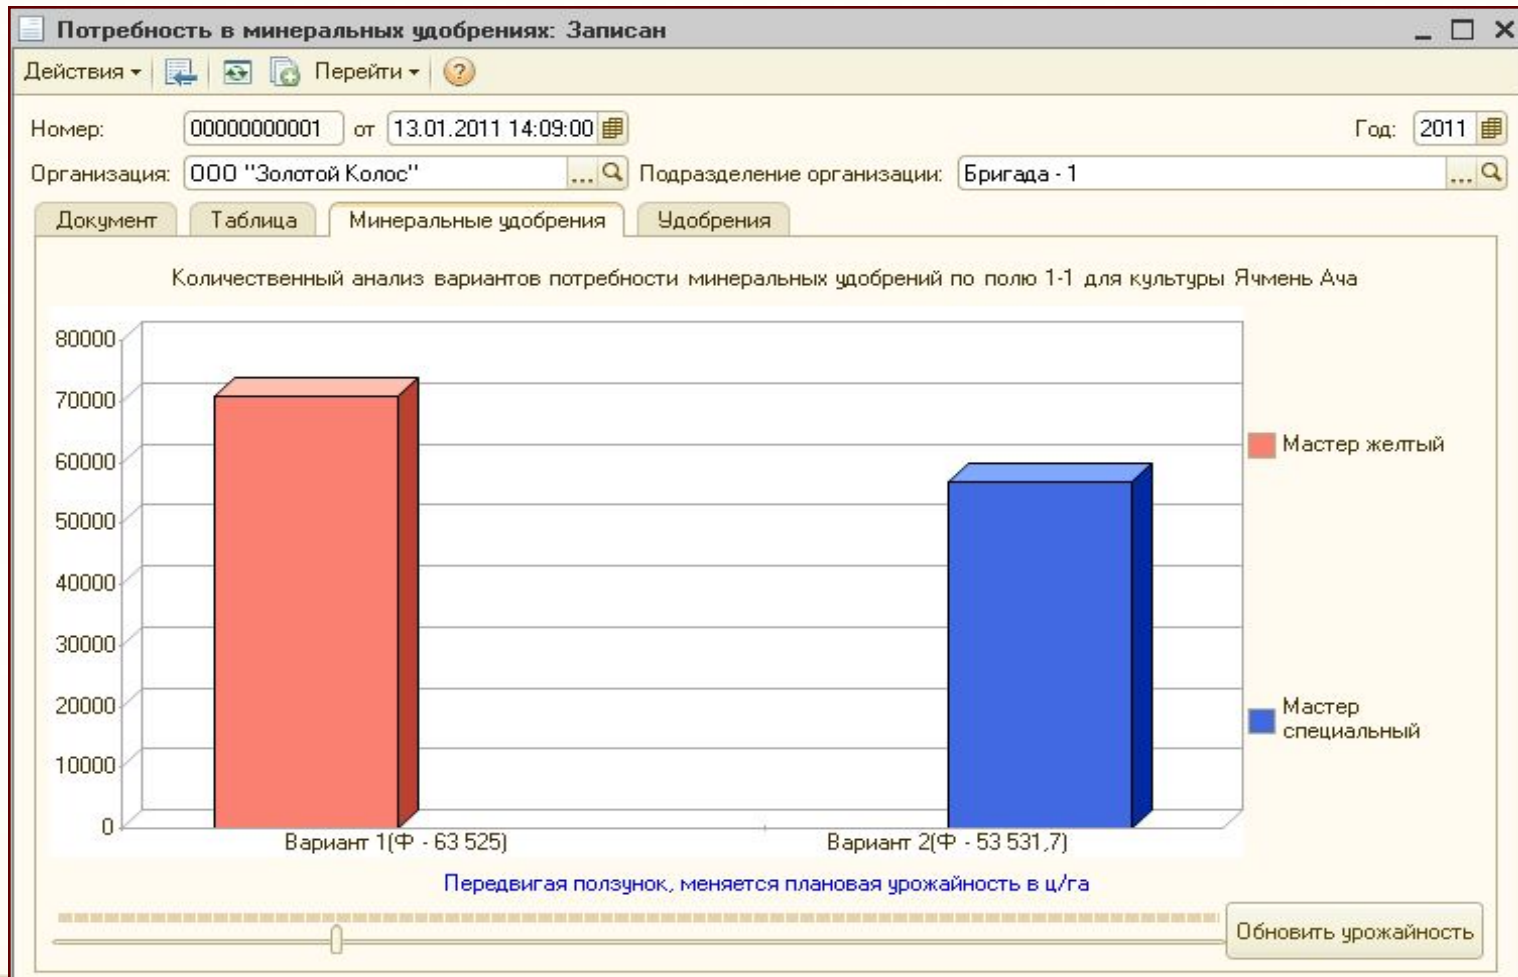 Потребность в минеральных удобрениях: Записан
Действия Перейти ?
Номер: 00000000001 от 13.01.2011 14:09:00 Год: 2011
Организация: ООО "Золотой Колос" ... Подразделение организации: Бригада - 1 ...
Документ Таблица Минеральные удобрения Удобрения
Количественный анализ вариантов потребности минеральных удобрений по полю 1-1 для культуры Ячмень Ача
80000
70000
60000
50000
40000
30000
20000
10000
0
Мастер желтый
Мастер
специальный
Вариант 1(Ф - 63 525) Вариант 2(Ф - 53 531,7)
Передвигая ползунок, меняется плановая урожайность в ц/га
Обновить урожайность